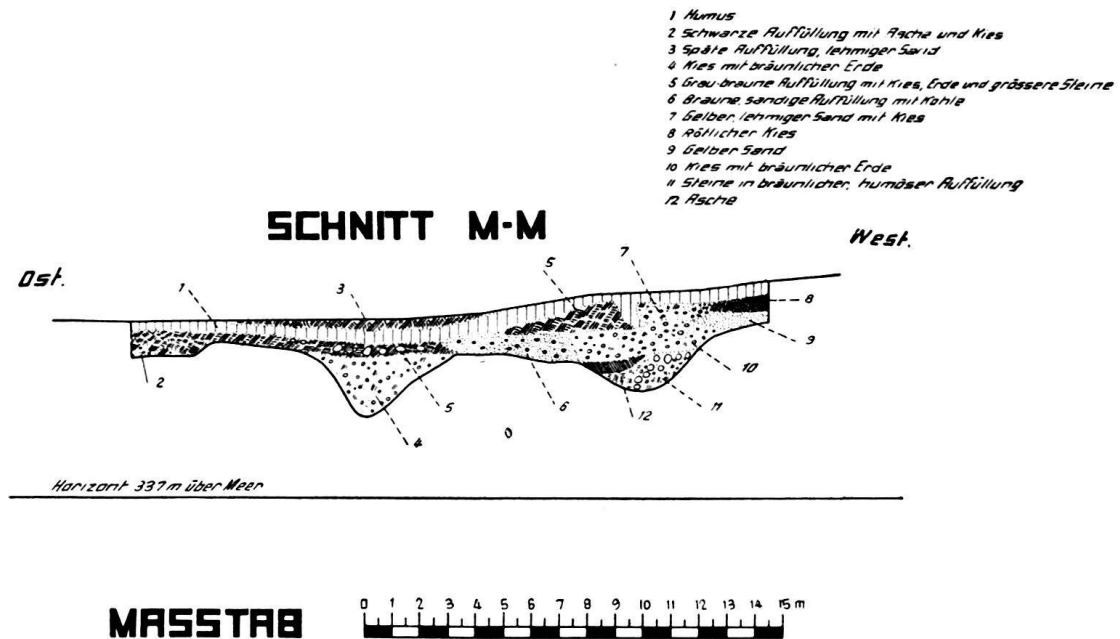 1 Humus
2 Schwarze Auffüllung mit Asche und Kies
3 Späte Auffüllung, lehmiger Sand
4 Kies mit bräunlicher Erde
5 Grau-braune Auffüllung mit Kies, Erde und grössere Steine
6 Braune, sandige Auffüllung mit Kohle
7 Gelber, lehmiger Sand mit Kies
8 Rötlicher Kies
9 Gelber Sand
10 Kies mit bräunlicher Erde
11 Steine in bräunlicher, humöser Auffüllung
12 Asche
SCHNITT M-M
Ost.
West.
1
3
5
7
8
9
10
11
12
6
5
4
2
0
Horizont 337 m über Meer
MASSTAB
0 1 2 3 4 5 6 7 8 9 10 11 12 13 14 15 m